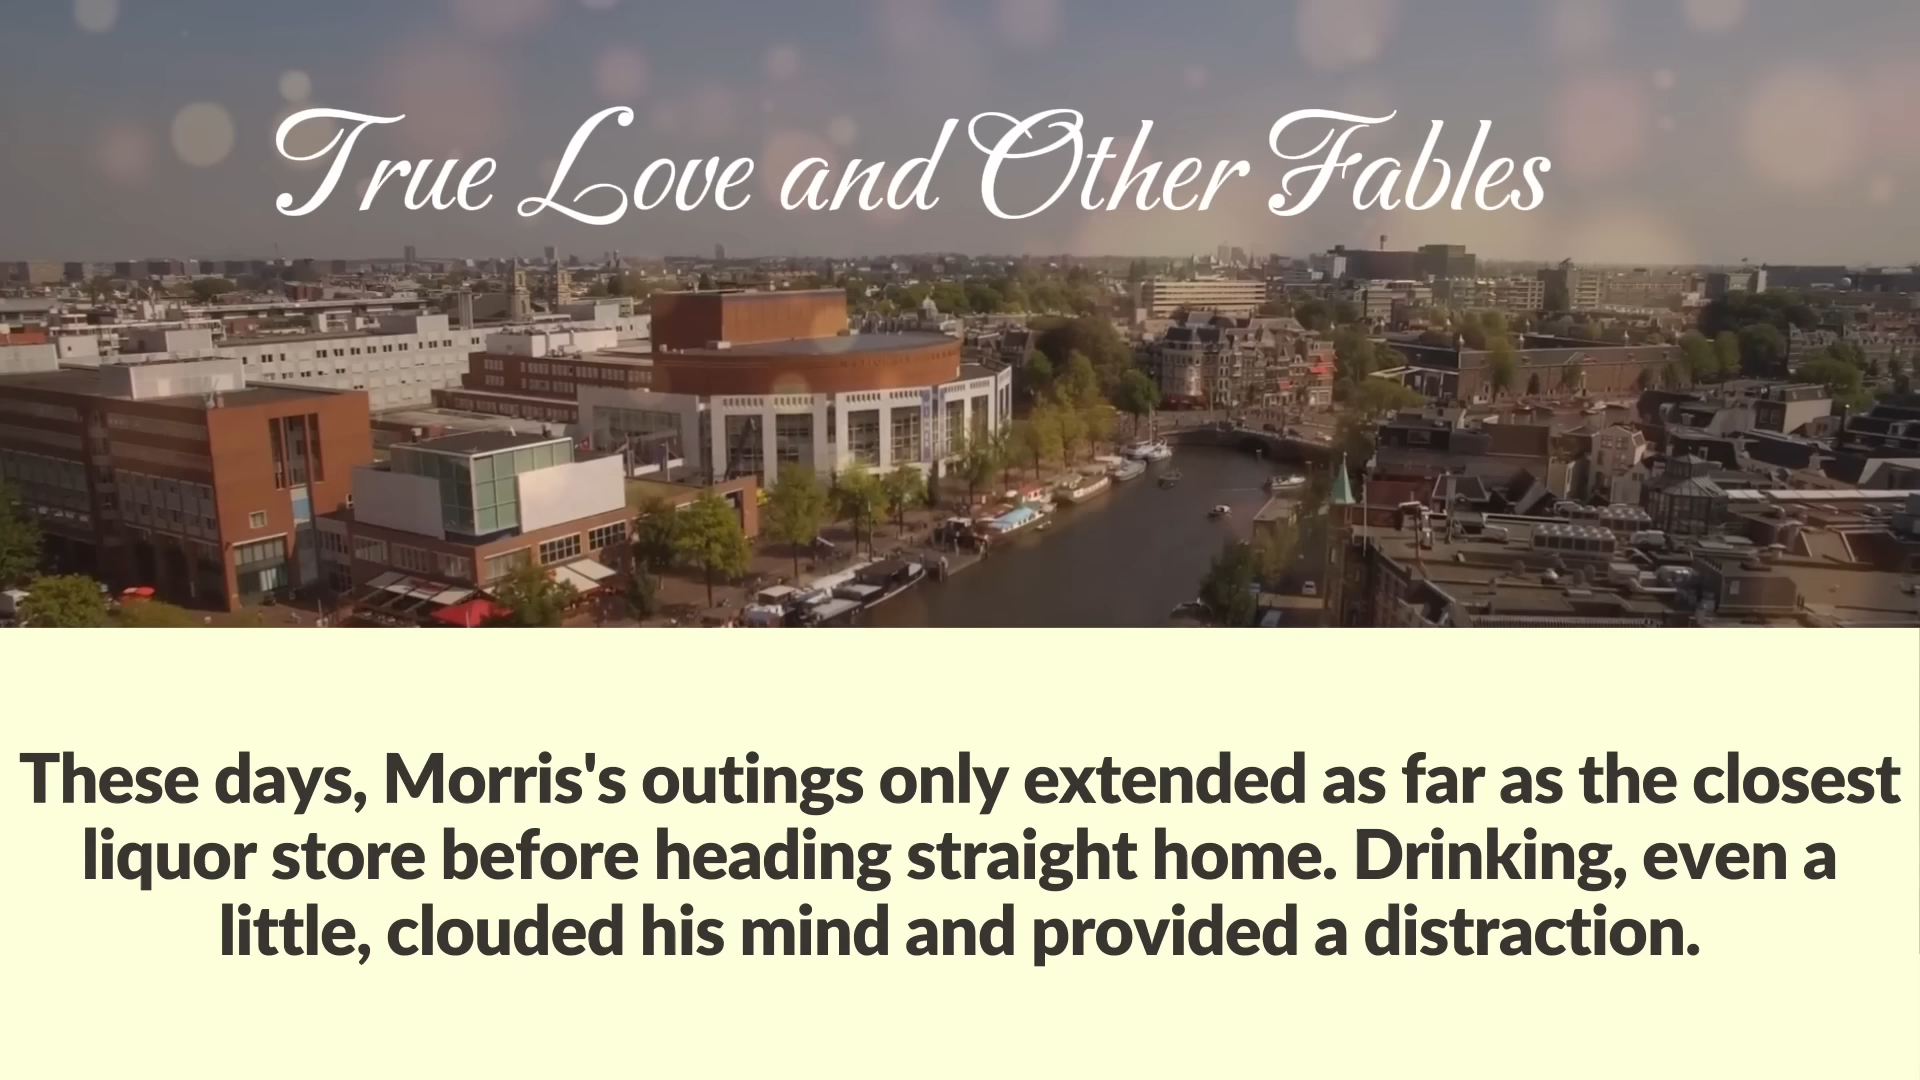 True Love and Other Fables
These days, Morris's outings only extended as far as the closest
liquor store before heading straight home. Drinking, even a
little, clouded his mind and provided a distraction.